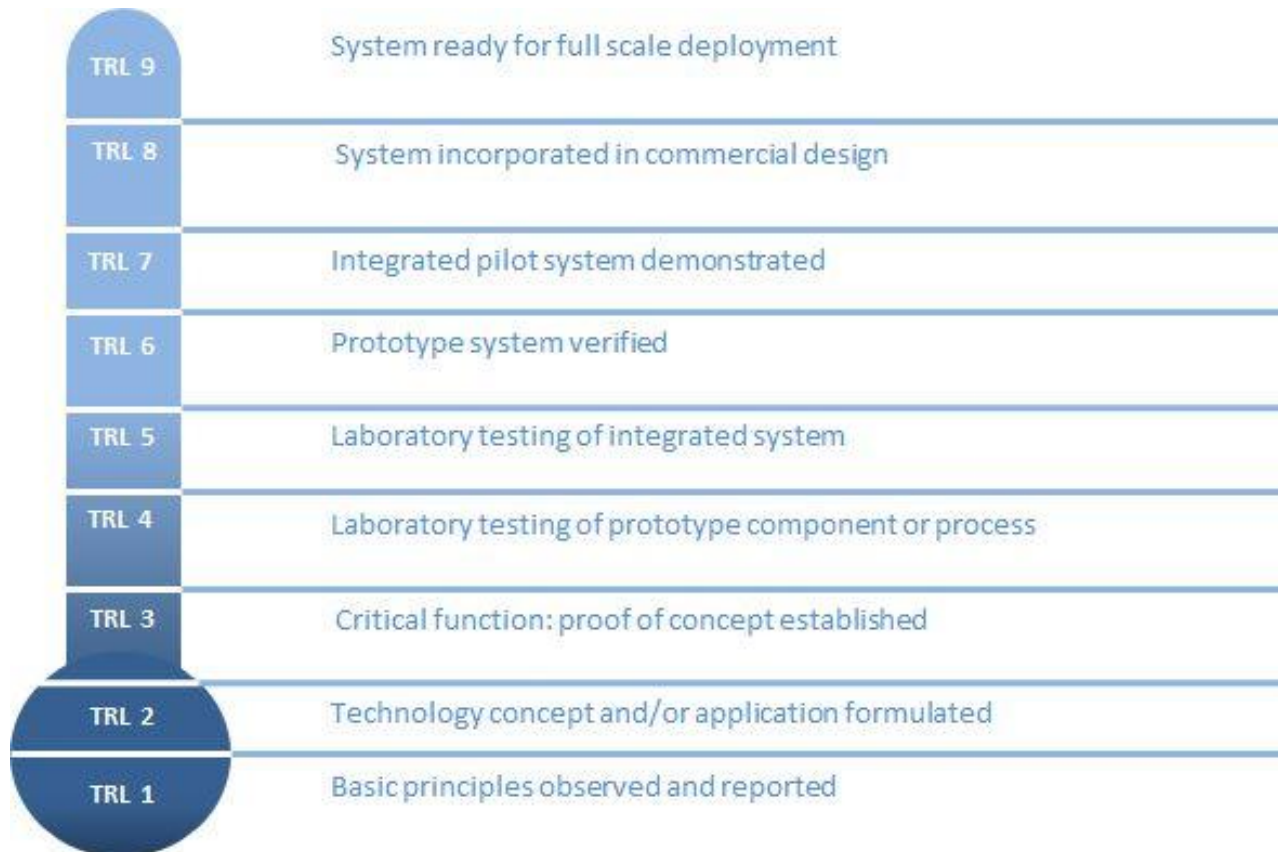 TRL 9
System ready for full scale deployment
TRL 8
System incorporated in commercial design
TRL 7
Integrated pilot system demonstrated
TRL 6
Prototype system verified
TRL 5
Laboratory testing of integrated system
TRL 4
Laboratory testing of prototype component or process
TRL 3
Critical function: proof of concept established
TRL 2
Technology concept and/or application formulated
TRL 1
Basic principles observed and reported